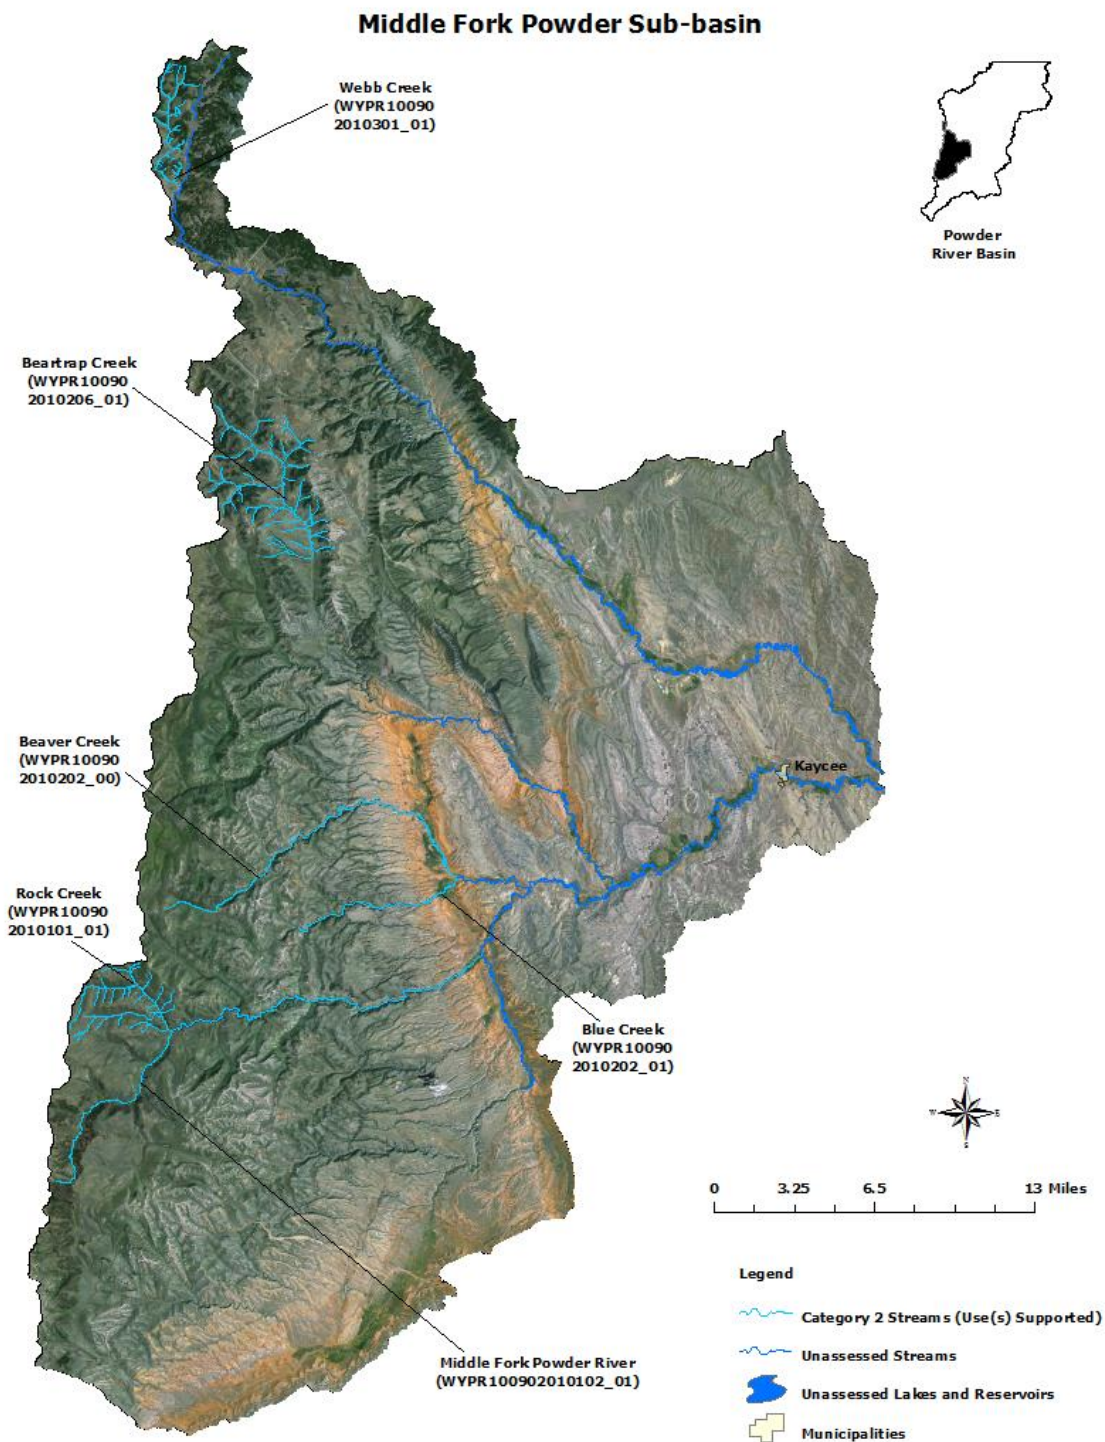 Middle Fork Powder Sub-basin
Webb Creek
(WYPR10090
2010301_01)
Powder
River Basin
Beartrap Creek
(WYPR10090
2010206_01)
Beaver Creek
(WYPR10090
2010202_00)
Kaycee
Rock Creek
(WYPR10090
2010101_01)
Blue Creek
(WYPR10090
2010202_01)
N
W
E
S
0 3.25 6.5 13 Miles
Legend
Category 2 Streams (Use(s) Supported)
Unassessed Streams
Middle Fork Powder River
(WYPR100902010102_01)
Unassessed Lakes and Reservoirs
Municipalities